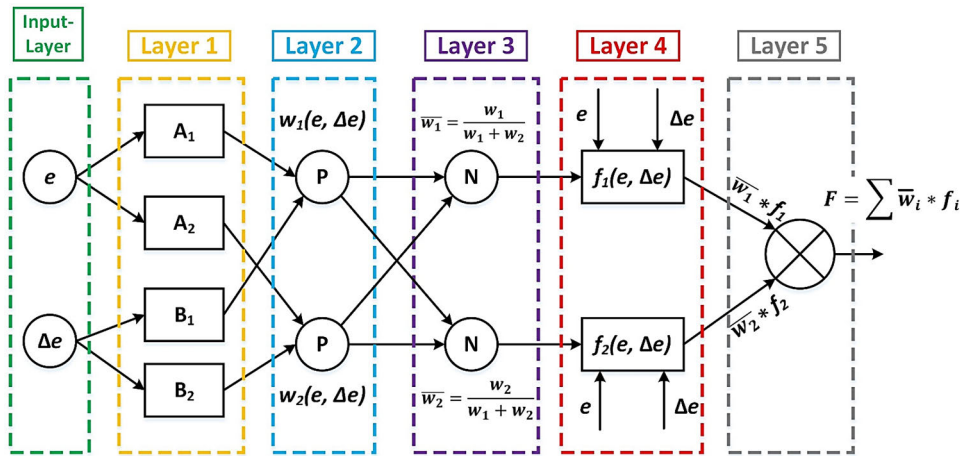 Input-
Layer
Layer 1
Layer 2
Layer 3
Layer 4
Layer 5
e
Δe
A₁
A₂
B₁
B₂
w₁(e, Δe)
P
P
w₂(e, Δe)
w̅₁ = w₁ / (w₁ + w₂)
N
N
w̅₂ = w₂ / (w₁ + w₂)
e
Δe
f₁(e, Δe)
f₂(e, Δe)
e
Δe
w̅₁ * f₁
w̅₂ * f₂
F = ∑ w̅ᵢ * fᵢ